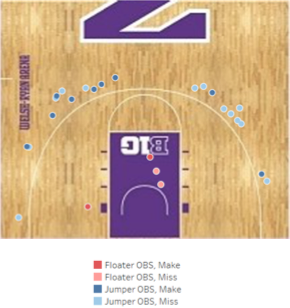 WELSH-RYAN ARENA
B1G
Floater OBS, Make
Floater OBS, Miss
Jumper OBS, Make
Jumper OBS, Miss